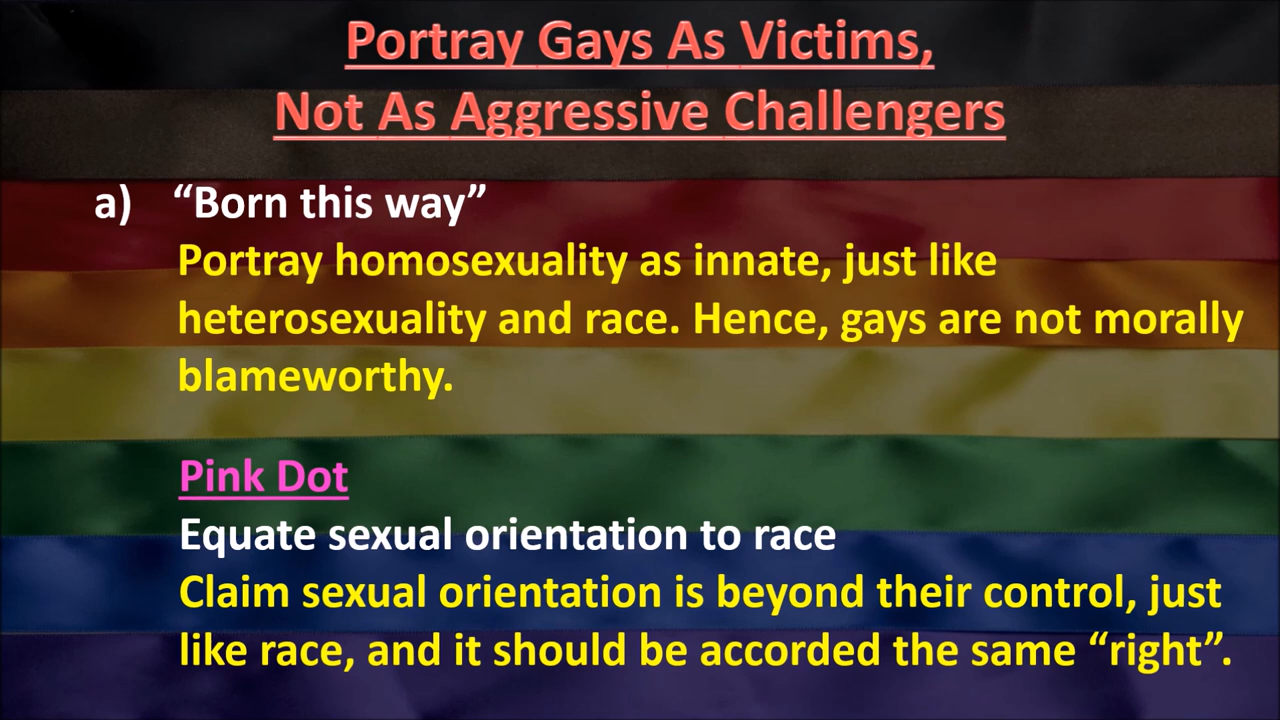 Portray Gays As Victims,
Not As Aggressive Challengers
a) “Born this way”
Portray homosexuality as innate, just like
heterosexuality and race. Hence, gays are not morally
blameworthy.
Pink Dot
Equate sexual orientation to race
Claim sexual orientation is beyond their control, just
like race, and it should be accorded the same “right”.